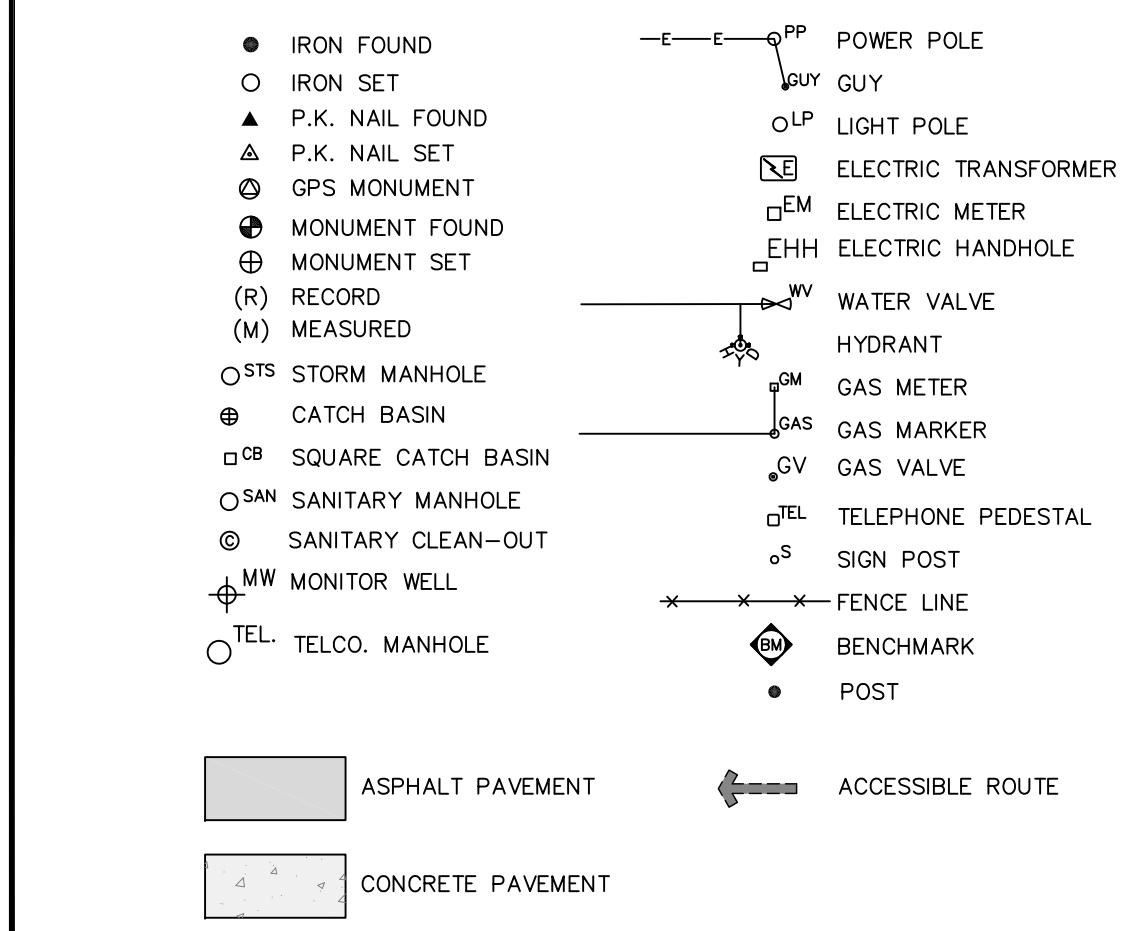 IRON FOUND
IRON SET
P.K. NAIL FOUND
P.K. NAIL SET
GPS MONUMENT
MONUMENT FOUND
MONUMENT SET
(R) RECORD
(M) MEASURED
STS STORM MANHOLE
CATCH BASIN
CB SQUARE CATCH BASIN
SAN SANITARY MANHOLE
C SANITARY CLEAN-OUT
MW MONITOR WELL
TEL. TELCO. MANHOLE
E E PP POWER POLE
GUY GUY
LP LIGHT POLE
E ELECTRIC TRANSFORMER
EM ELECTRIC METER
EHH ELECTRIC HANDHOLE
WV WATER VALVE
HYD HYDRANT
GM GAS METER
GAS GAS MARKER
GV GAS VALVE
TEL TELEPHONE PEDESTAL
S SIGN POST
FENCE LINE
BM BENCHMARK
POST
ASPHALT PAVEMENT
ACCESSIBLE ROUTE
CONCRETE PAVEMENT